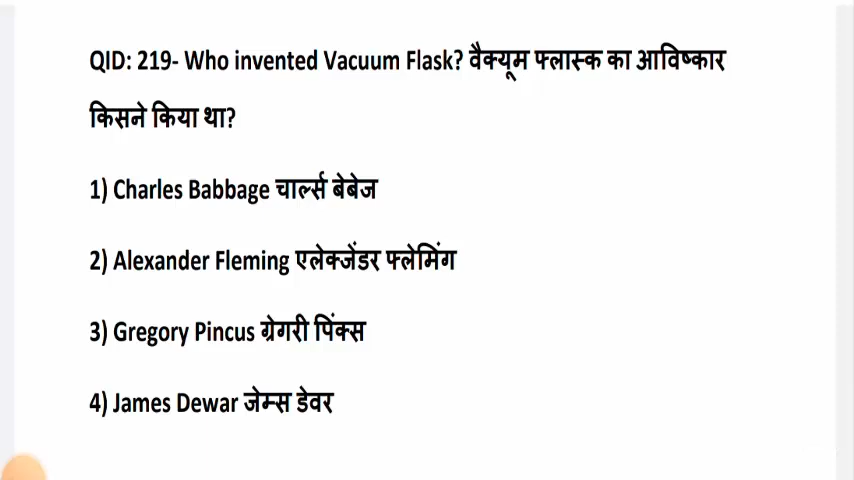 QID: 219- Who invented Vacuum Flask? वैक्यूम फ्लास्क का आविष्कार
किसने किया था?
1) Charles Babbage चार्ल्स बेबेज
2) Alexander Fleming एलेक्जेंडर फ्लेमिंग
3) Gregory Pincus ग्रेगरी पिंक्स
4) James Dewar जेम्स डेवर